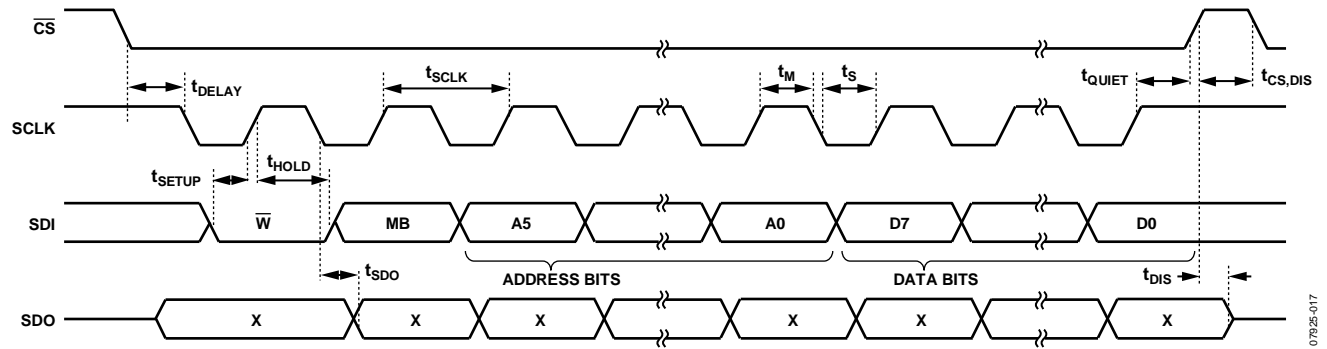 CS
tDELAY
tSCLK
tM
tS
tQUIET
tCS,DIS
SCLK
tSETUP
tHOLD
SDI
W
MB
A5
A0
D7
D0
tSDO
ADDRESS BITS
DATA BITS
tDIS
SDO
X
X
X
X
X
X
07925-017